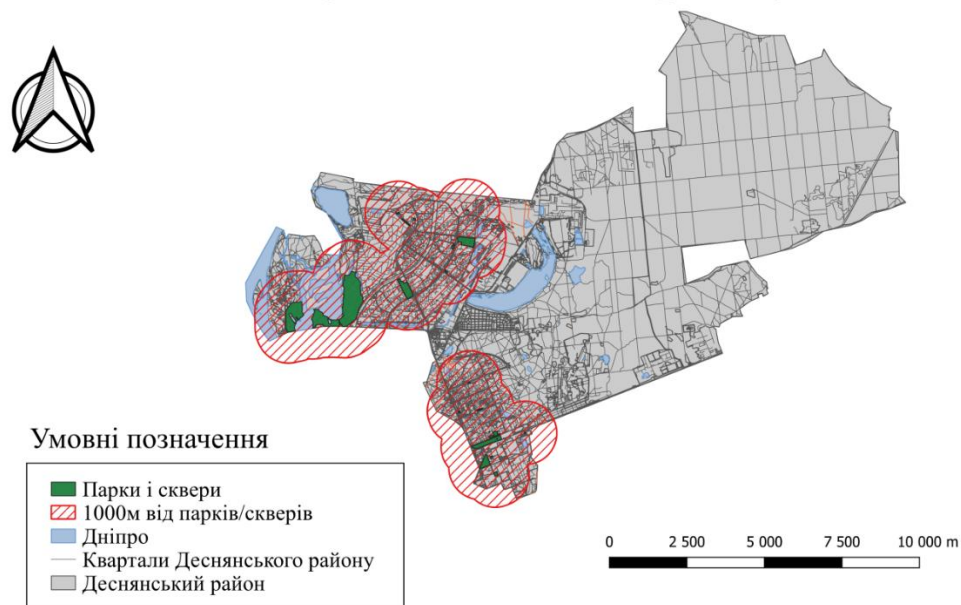 Умовні позначення
Парки і сквери
1000м від парків/скверів
Дніпро
Квартали Деснянського району
Деснянський район
0 2 500 5 000 7 500 10 000 m